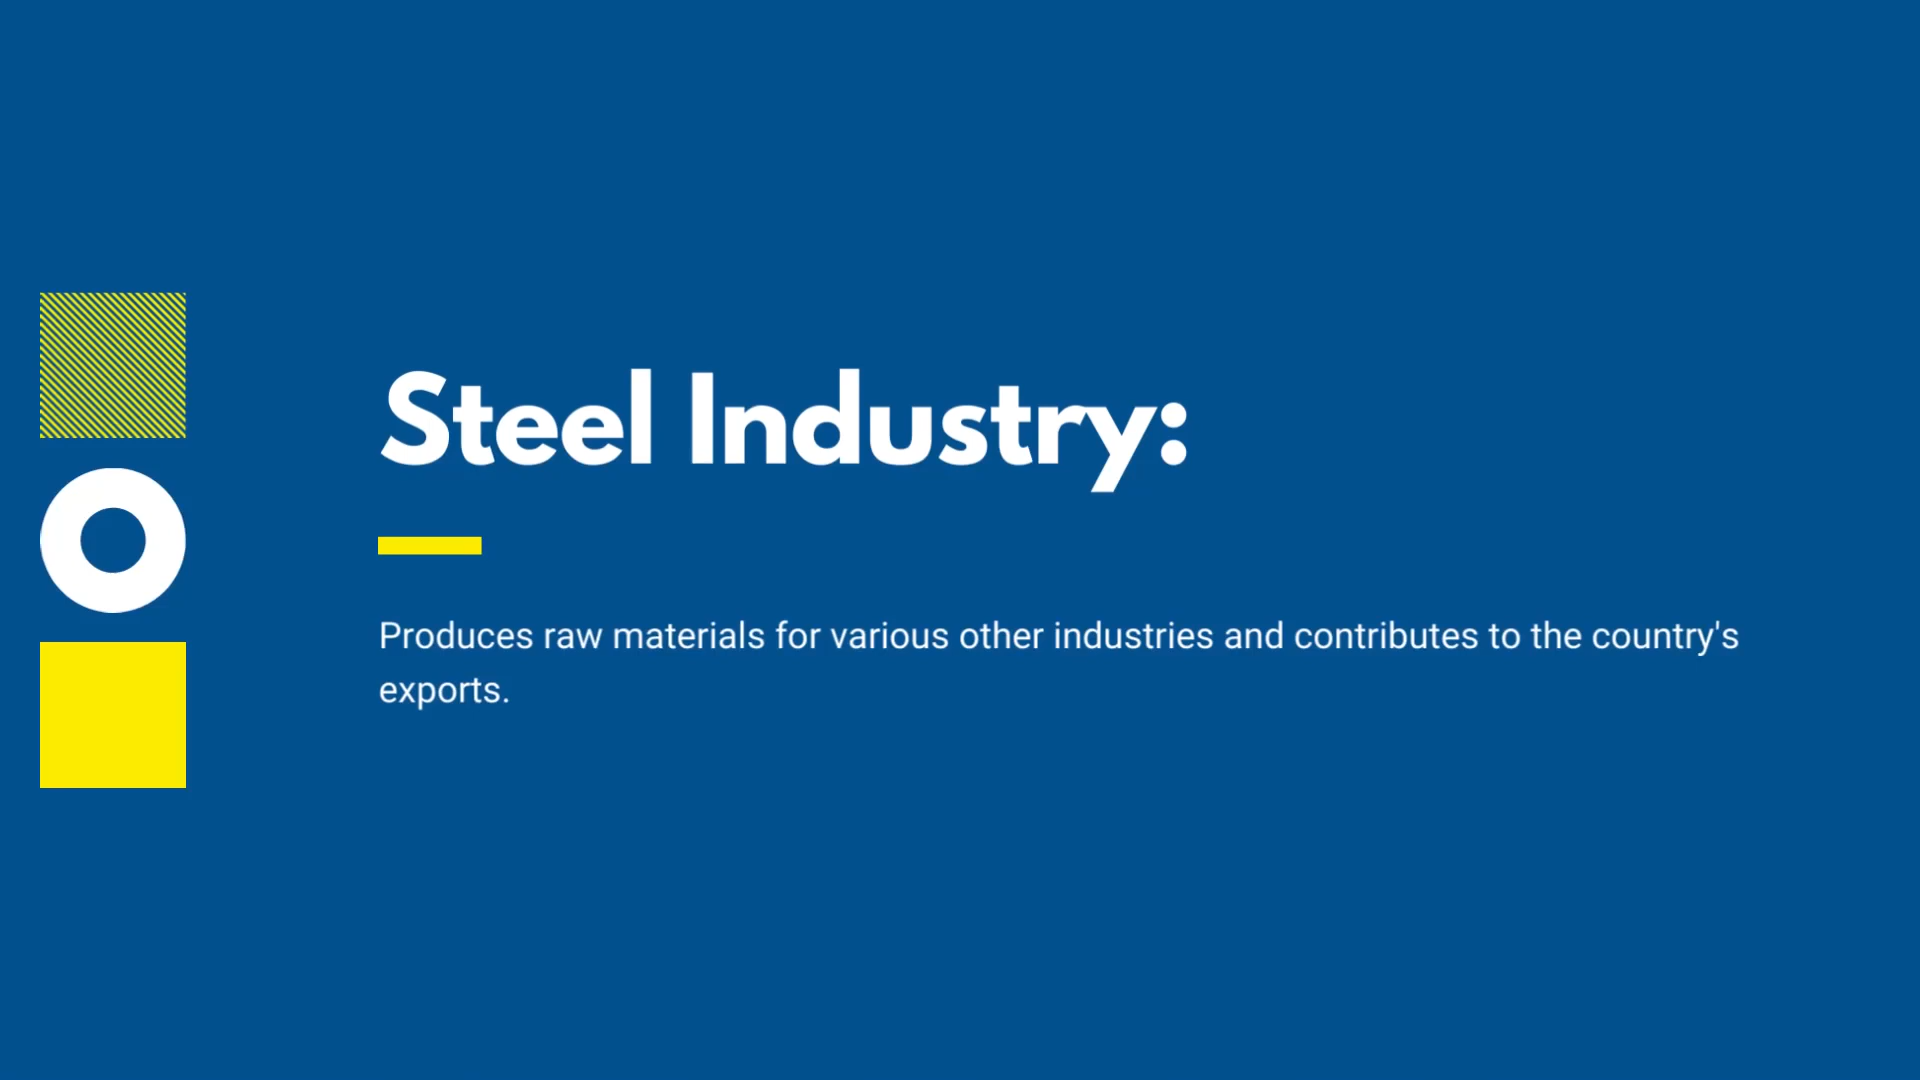 Steel Industry:
Produces raw materials for various other industries and contributes to the country's
exports.